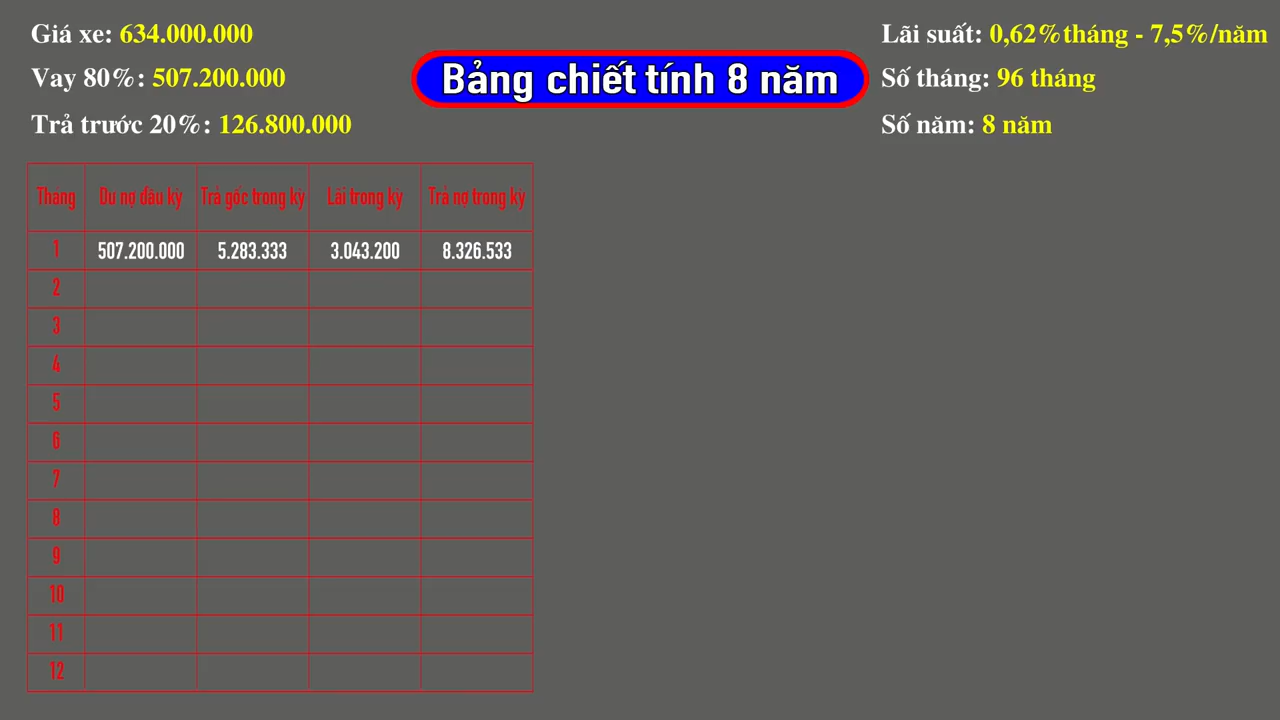 Giá xe: 634.000.000
Vay 80%: 507.200.000
Trả trước 20%: 126.800.000
Bảng chiết tính 8 năm
Lãi suất: 0,62%tháng - 7,5%/năm
Số tháng: 96 tháng
Số năm: 8 năm
Tháng Dư nợ đầu kỳ Trả gốc trong kỳ Lãi trong kỳ Trả nợ trong kỳ
1 507.200.000 5.283.333 3.043.200 8.326.533
2
3
4
5
6
7
8
9
10
11
12